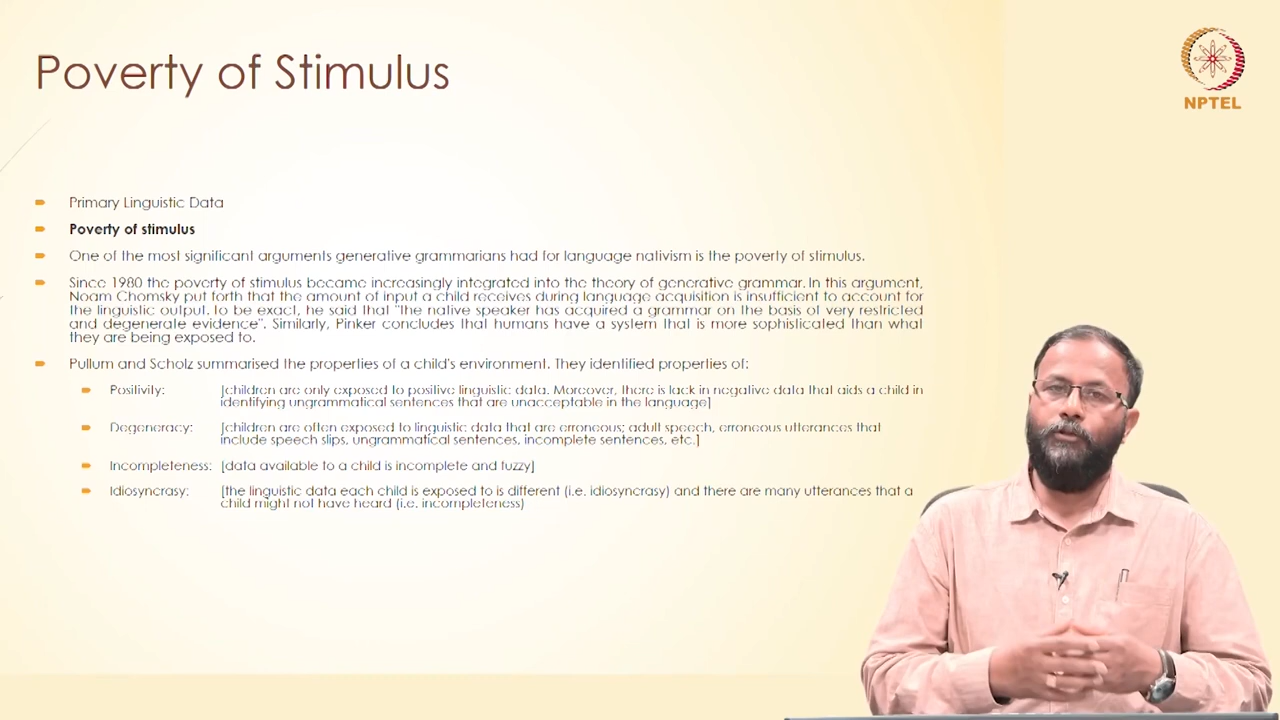 Poverty of Stimulus
NPTEL
Primary Linguistic Data
Poverty of stimulus
One of the most significant arguments generative grammarians had for language nativism is the poverty of stimulus.
Since 1980 the poverty of stimulus became increasingly integrated into the theory of generative grammar. In this argument,
Noam Chomsky put forth that the amount of input a child receives during language acquisition is insufficient to account for
the linguistic output. to be exact, he said that "the native speaker has acquired a grammar on the basis of very restricted
and degenerate evidence". Similarly, Pinker concludes that humans have a system that is more sophisticated than what
they are being exposed to.
Pullum and Scholz summarised the properties of a child's environment. They identified properties of:
Positivity: [children are only exposed to positive linguistic data. Moreover, there is lack in negative data that aids a child in
identifying ungrammatical sentences that are unacceptable in the language]
Degeneracy: [children are often exposed to linguistic data that are erroneous; adult speech, erroneous utterances that
include speech slips, ungrammatical sentences, incomplete sentences, etc.]
Incompleteness: [data available to a child is incomplete and fuzzy]
Idiosyncrasy: [the linguistic data each child is exposed to is different (i.e. idiosyncrasy) and there are many utterances that a
child might not have heard (i.e. incompleteness)